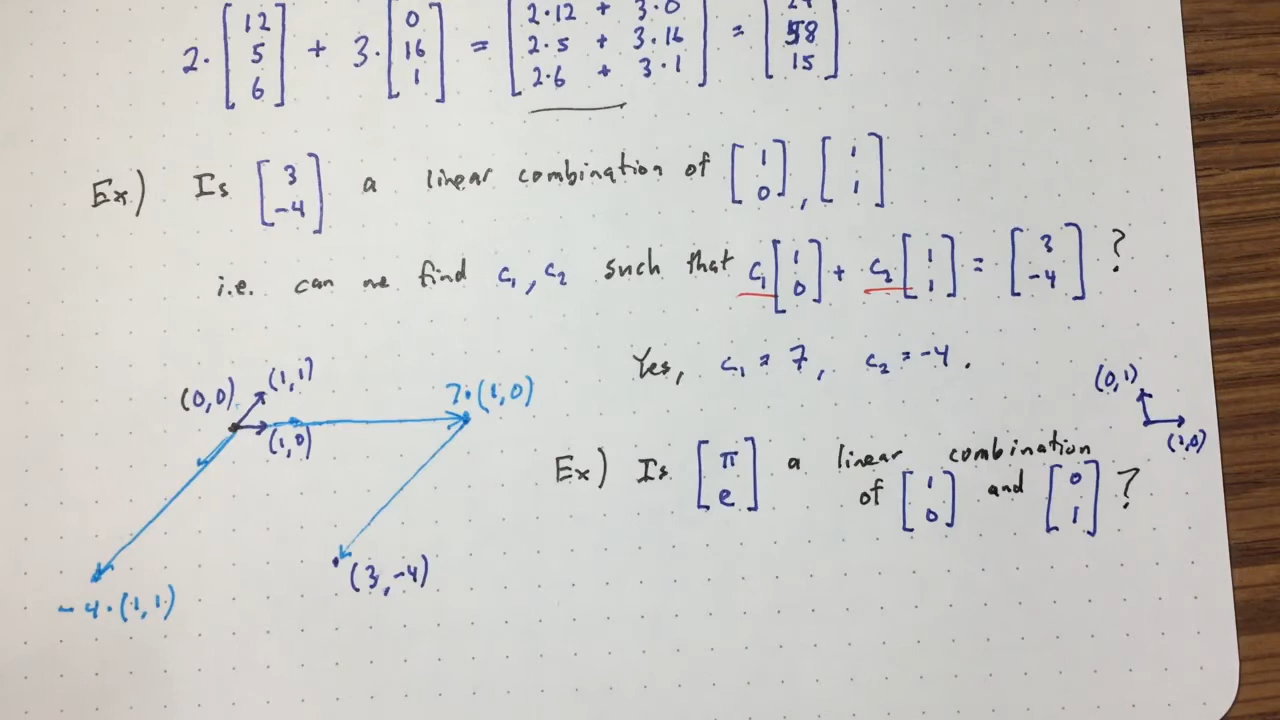 2· [12 5 6] + 3· [0 16 1] = [2·12 + 3·0 2·5 + 3·16 2·6 + 3·1] = [58 15]
Ex) Is [3 -4] a linear combination of [1 0], [1 1]
i.e. can we find c₁, c₂ such that c₁[1 0] + c₂[1 1] = [3 -4] ?
Yes, c₁ = 7, c₂ = -4.
(0,0)
(1,1)
(1,0)
7·(1,0)
(3,-4)
-4·(1,1)
(0,1)
(1,0)
Ex) Is [π e] a linear combination
of [1 0] and [0 1] ?